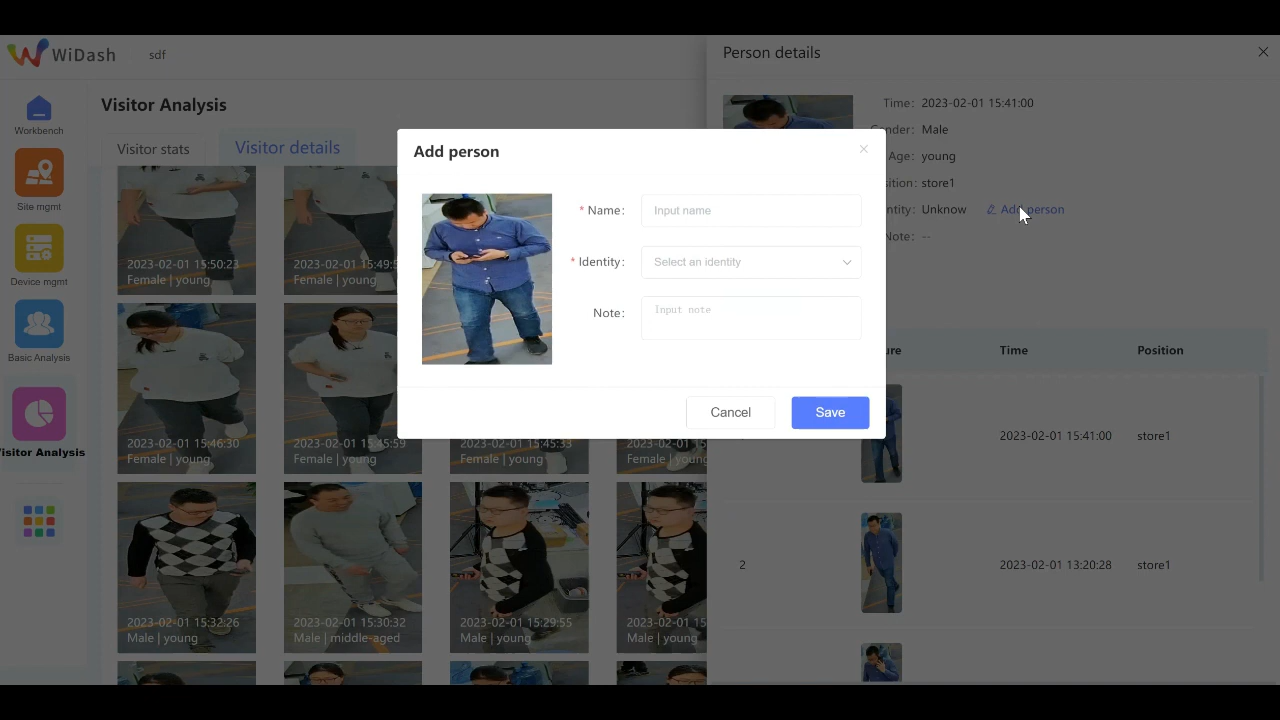 WiDash
sdf
Person details
Workbench
Site mgmt
Device mgmt
Basic Analysis
Visitor Analysis
Visitor Analysis
Visitor stats
Visitor details
2023-02-01 15:50:23
Female | young
2023-02-01 15:49:5
Female | young
2023-02-01 15:46:30
Female | young
2023-02-01 15:45:59
Female | young
2023-02-01 15:45:33
Female | young
2023-02-01 15
Female | young
2023-02-01 15:32:26
Male | young
2023-02-01 15:30:32
Male | middle-aged
2023-02-01 15:29:55
Male | young
2023-02-01 15
Male | young
Add person
* Name:
Input name
* Identity:
Select an identity
Note:
Input note
Cancel
Save
Time: 2023-02-01 15:41:00
ender: Male
Age: young
sition: store1
entity: Unknow
Add person
Note: --
ure
Time
Position
2023-02-01 15:41:00
store1
2
2023-02-01 13:20:28
store1